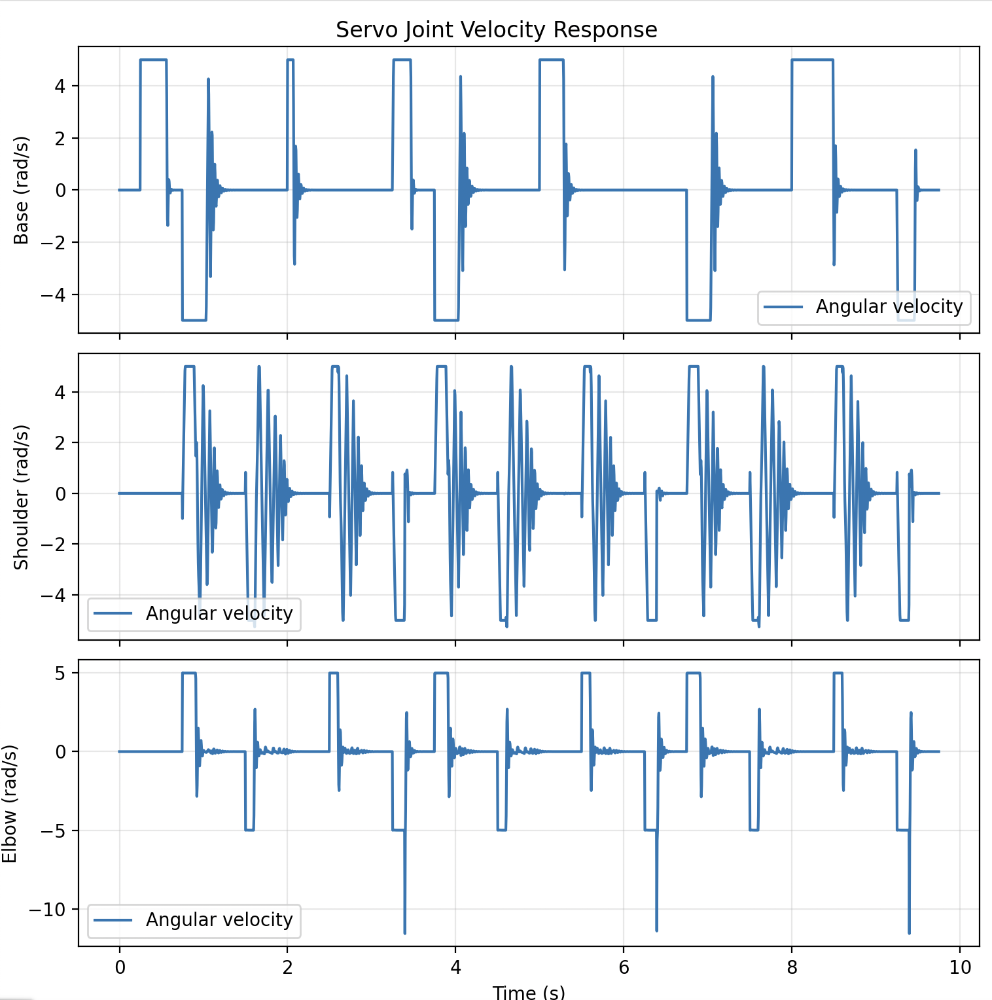 Servo Joint Velocity Response
4
2
0
−2
−4
Base (rad/s)
Angular velocity
4
2
0
−2
−4
Shoulder (rad/s)
Angular velocity
5
0
−5
−10
Elbow (rad/s)
Angular velocity
0 2 4 6 8 10
Time (s)